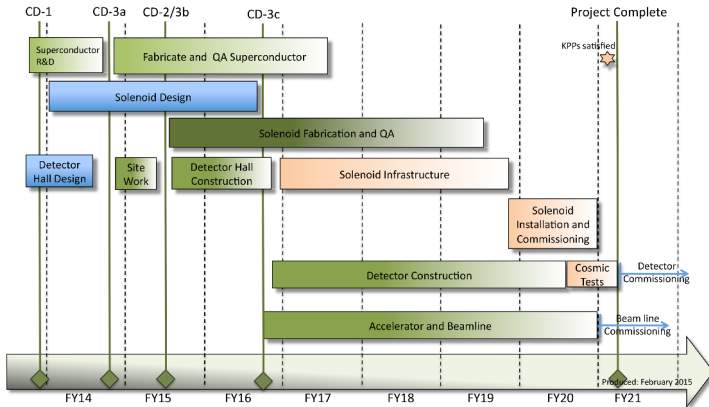 CD-1
CD-3a
CD-2/3b
CD-3c
Project Complete
KPPs satisfied
Superconductor
R&D
Fabricate and QA Superconductor
Solenoid Design
Solenoid Fabrication and QA
Detector
Hall Design
Site
Work
Detector Hall
Construction
Solenoid Infrastructure
Solenoid
Installation and
Commissioning
Detector Construction
Cosmic
Tests
Detector
Commissioning
Accelerator and Beamline
Beam line
Commissioning
Produced: February 2015
FY14
FY15
FY16
FY17
FY18
FY19
FY20
FY21